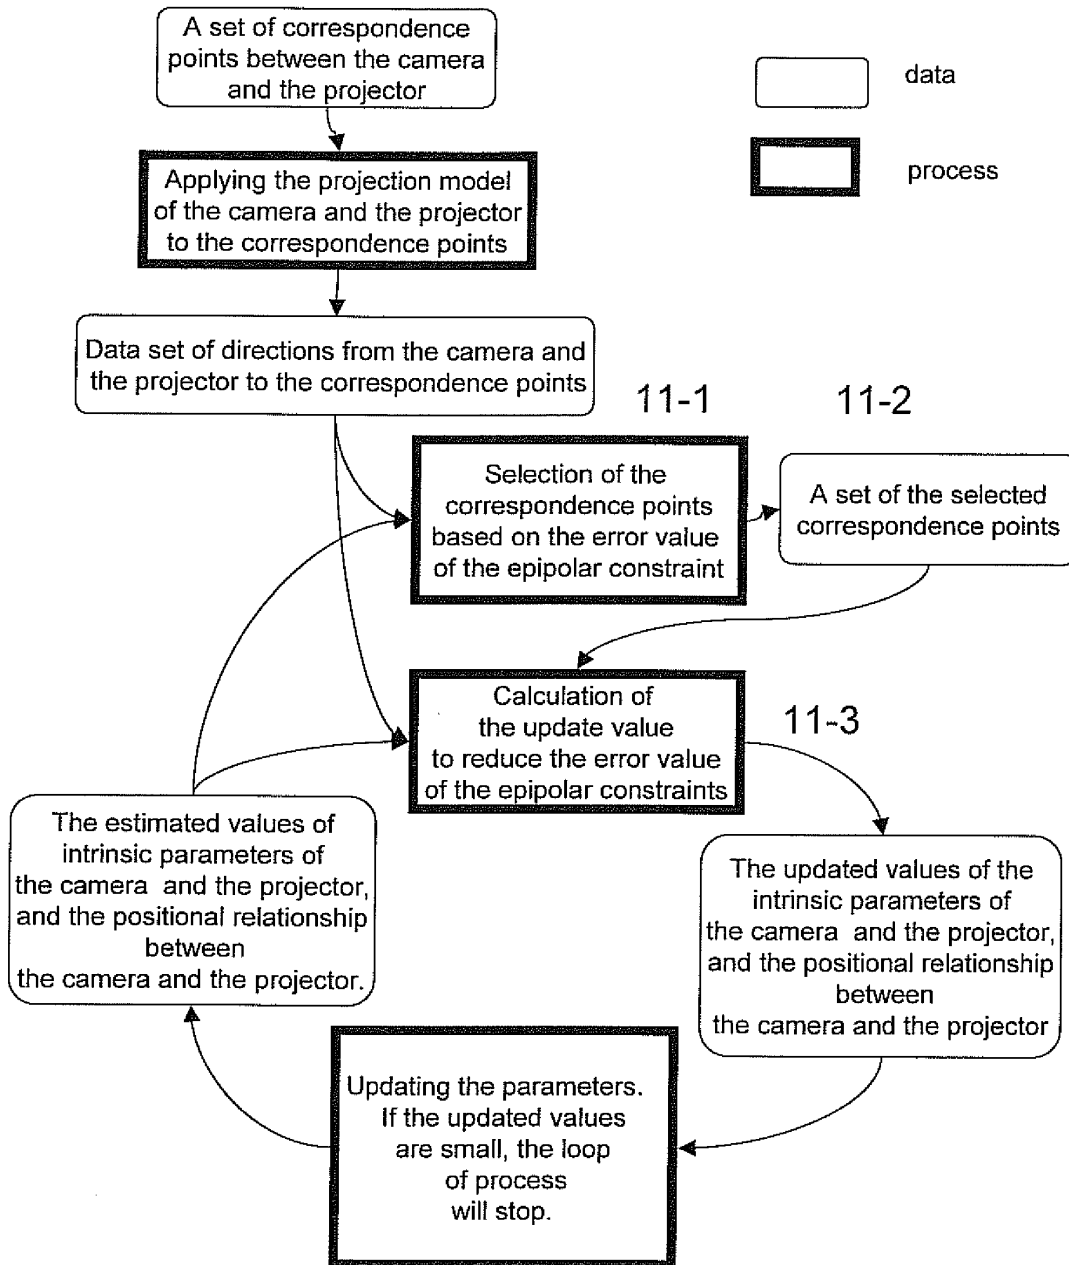 A set of correspondence
points between the camera
and the projector
data
process
Applying the projection model
of the camera and the projector
to the correspondence points
Data set of directions from the camera and
the projector to the correspondence points
11-1
11-2
Selection of the
correspondence points
based on the error value
of the epipolar constraint
A set of the selected
correspondence points
Calculation of
the update value
to reduce the error value
of the epipolar constraints
11-3
The estimated values of
intrinsic parameters of
the camera and the projector,
and the positional relationship
between
the camera and the projector.
The updated values of the
intrinsic parameters of
the camera and the projector,
and the positional relationship
between
the camera and the projector
Updating the parameters.
If the updated values
are small, the loop
of process
will stop.